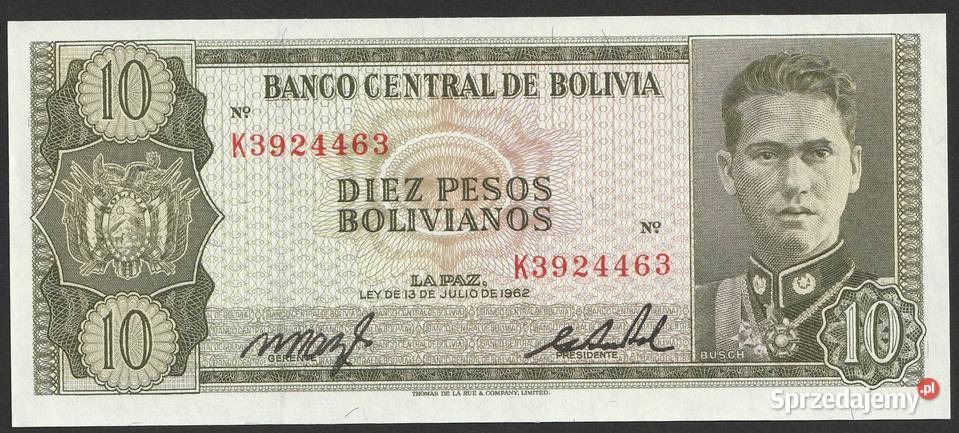 10
BANCO CENTRAL DE BOLIVIA
Nº
K3924463
DIEZ PESOS
BOLIVIANOS
Nº
K3924463
LA PAZ,
LEY DE 13 DE JULIO DE 1962
10
GERENTE
PRESIDENTE
BUSCH
10
THOMAS DE LA RUE & COMPANY, LIMITED.
Sprzedajemy.pl